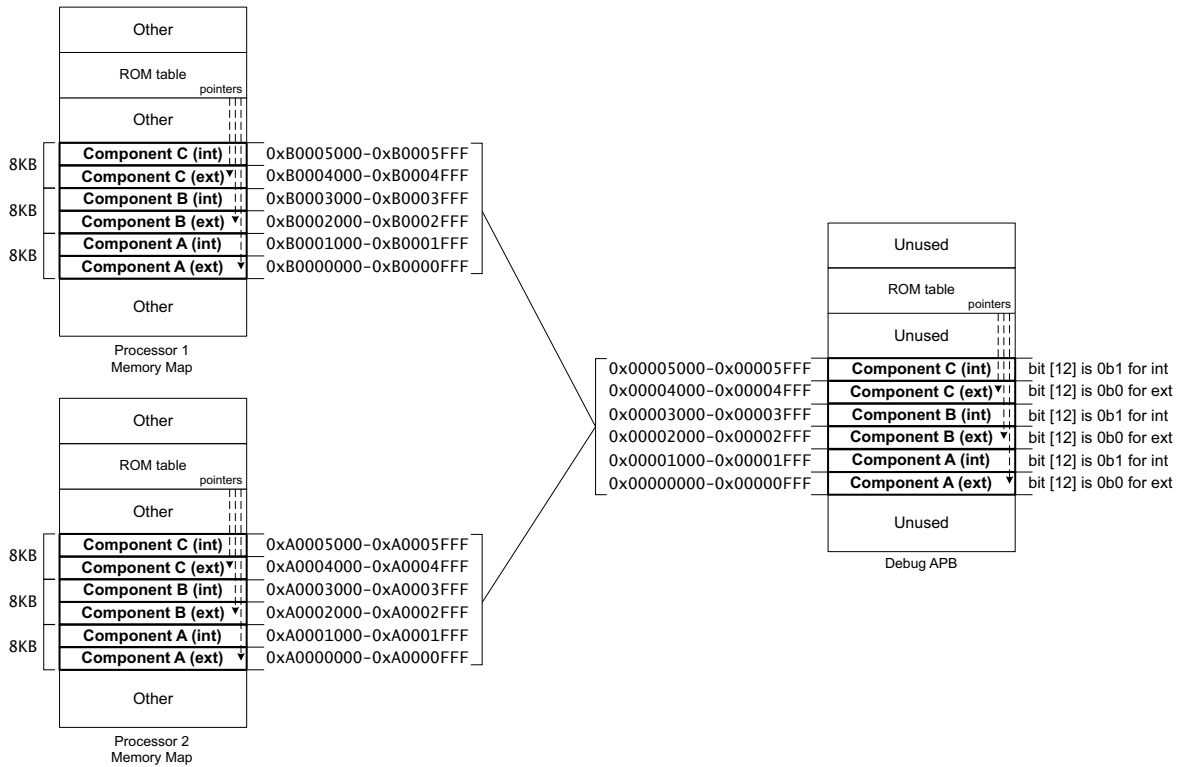 Other
ROM table
pointers
Other
8KB
Component C (int) 0xB0005000-0xB0005FFF
Component C (ext) 0xB0004000-0xB0004FFF
8KB
Component B (int) 0xB0003000-0xB0003FFF
Component B (ext) 0xB0002000-0xB0002FFF
8KB
Component A (int) 0xB0001000-0xB0001FFF
Component A (ext) 0xB0000000-0xB0000FFF
Other
Processor 1
Memory Map
Other
ROM table
pointers
Other
8KB
Component C (int) 0xA0005000-0xA0005FFF
Component C (ext) 0xA0004000-0xA0004FFF
8KB
Component B (int) 0xA0003000-0xA0003FFF
Component B (ext) 0xA0002000-0xA0002FFF
8KB
Component A (int) 0xA0001000-0xA0001FFF
Component A (ext) 0xA0000000-0xA0000FFF
Other
Processor 2
Memory Map
Unused
ROM table
pointers
Unused
0x00005000-0x00005FFF Component C (int) bit [12] is 0b1 for int
0x00004000-0x00004FFF Component C (ext) bit [12] is 0b0 for ext
0x00003000-0x00003FFF Component B (int) bit [12] is 0b1 for int
0x00002000-0x00002FFF Component B (ext) bit [12] is 0b0 for ext
0x00001000-0x00001FFF Component A (int) bit [12] is 0b1 for int
0x00000000-0x00000FFF Component A (ext) bit [12] is 0b0 for ext
Unused
Debug APB